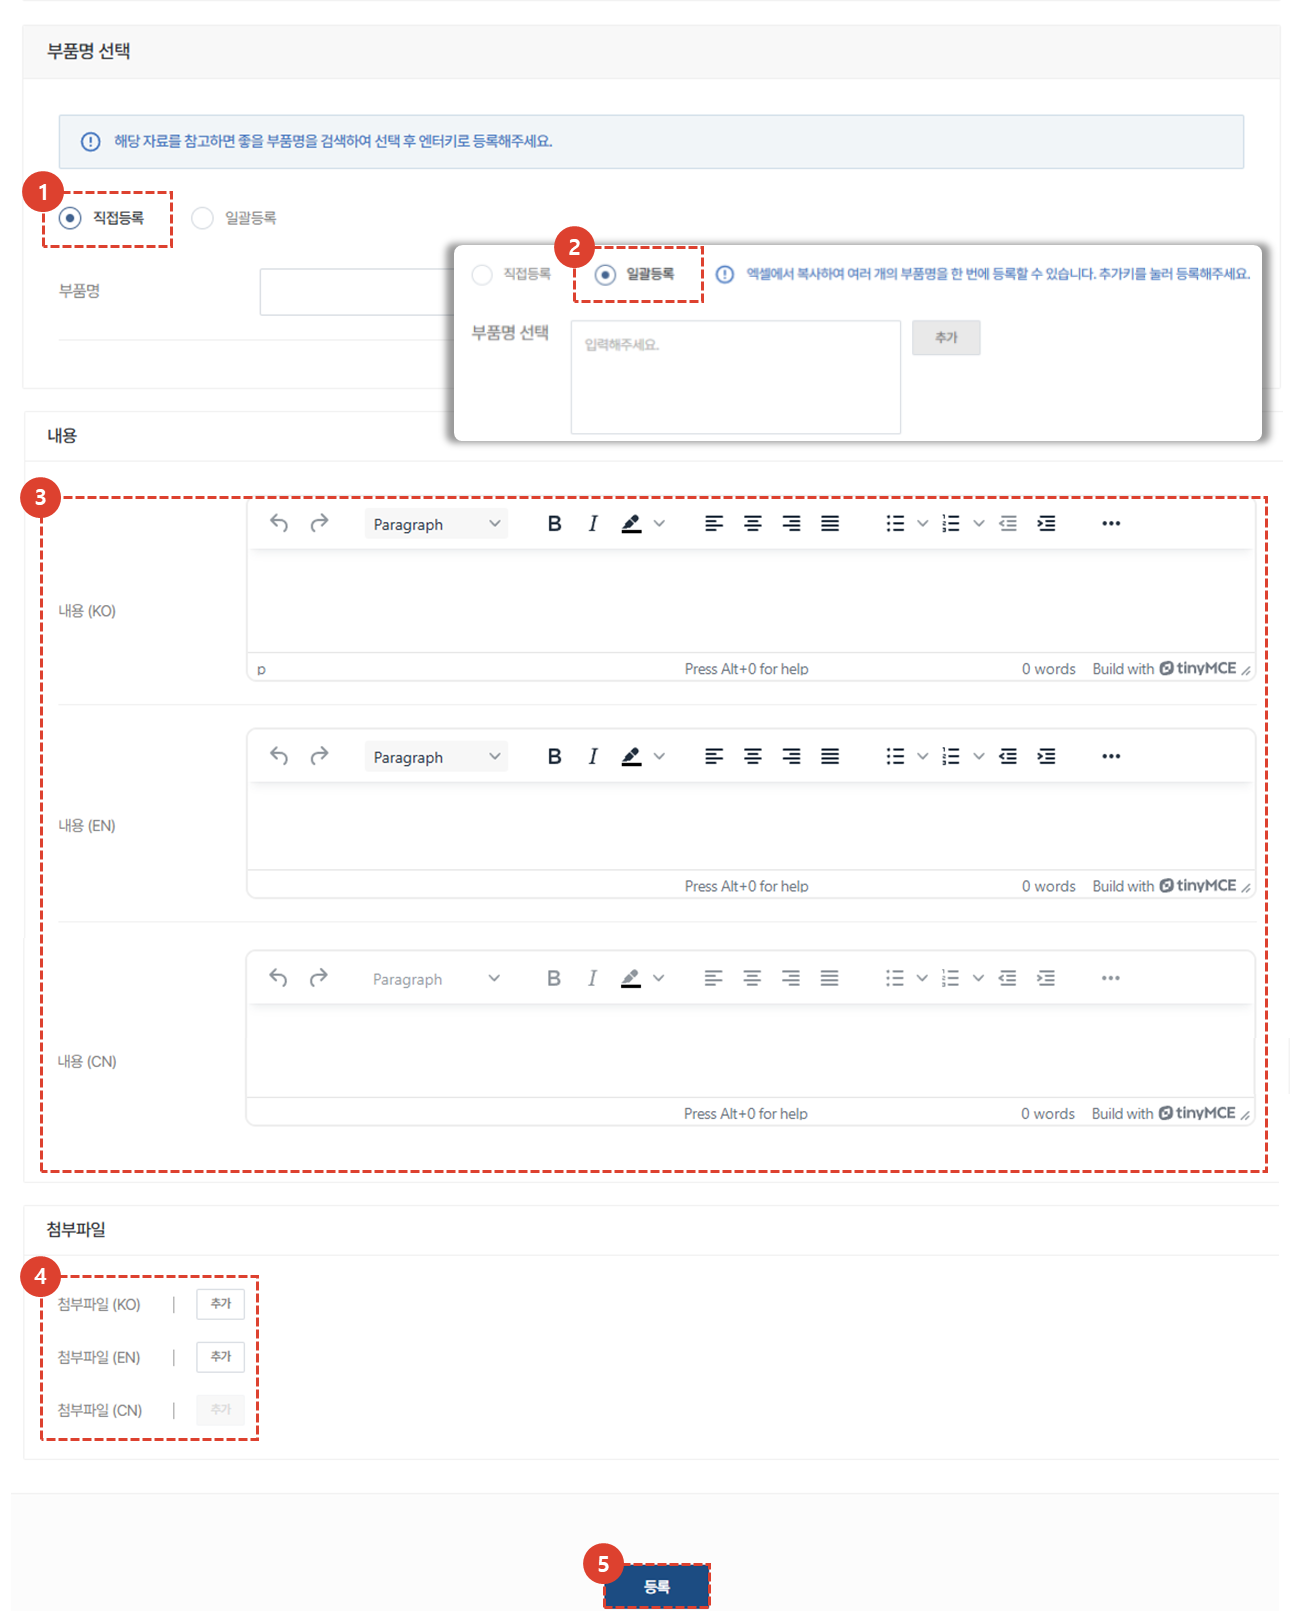 부품명 선택
해당 자료를 참고하면 좋을 부품명을 검색하여 선택 후 엔터키로 등록해주세요.
1
직접등록
일괄등록
부품명
2
직접등록
일괄등록
엑셀에서 복사하여 여러 개의 부품명을 한 번에 등록할 수 있습니다. 추가키를 눌러 등록해주세요.
부품명 선택
입력해주세요.
추가
내용
3
Paragraph
내용 (KO)
p
Press Alt+0 for help
0 words
Build with tinyMCE
Paragraph
내용 (EN)
Press Alt+0 for help
0 words
Build with tinyMCE
Paragraph
내용 (CN)
Press Alt+0 for help
0 words
Build with tinyMCE
첨부파일
4
첨부파일 (KO) | 추가
첨부파일 (EN) | 추가
첨부파일 (CN) | 추가
5
등록